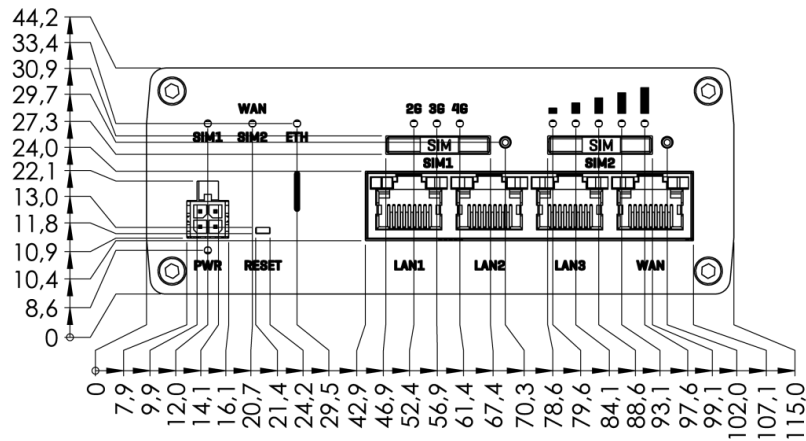 44,2
33,4
30,9
29,7
27,3
24,0
22,1
13,0
11,8
10,9
10,4
8,6
0
WAN
SIM1 SIM2 ETH
2G 3G 4G
SIM SIM
SIM1 SIM2
PWR RESET LAN1 LAN2 LAN3 WAN
0 7,9 9,9 12,0 14,1 16,1 20,7 21,4 24,2 29,5 42,9 46,9 52,4 56,9 61,4 67,4 70,3 78,6 79,6 84,1 88,6 93,1 97,6 99,1 102,0 107,1 115,0